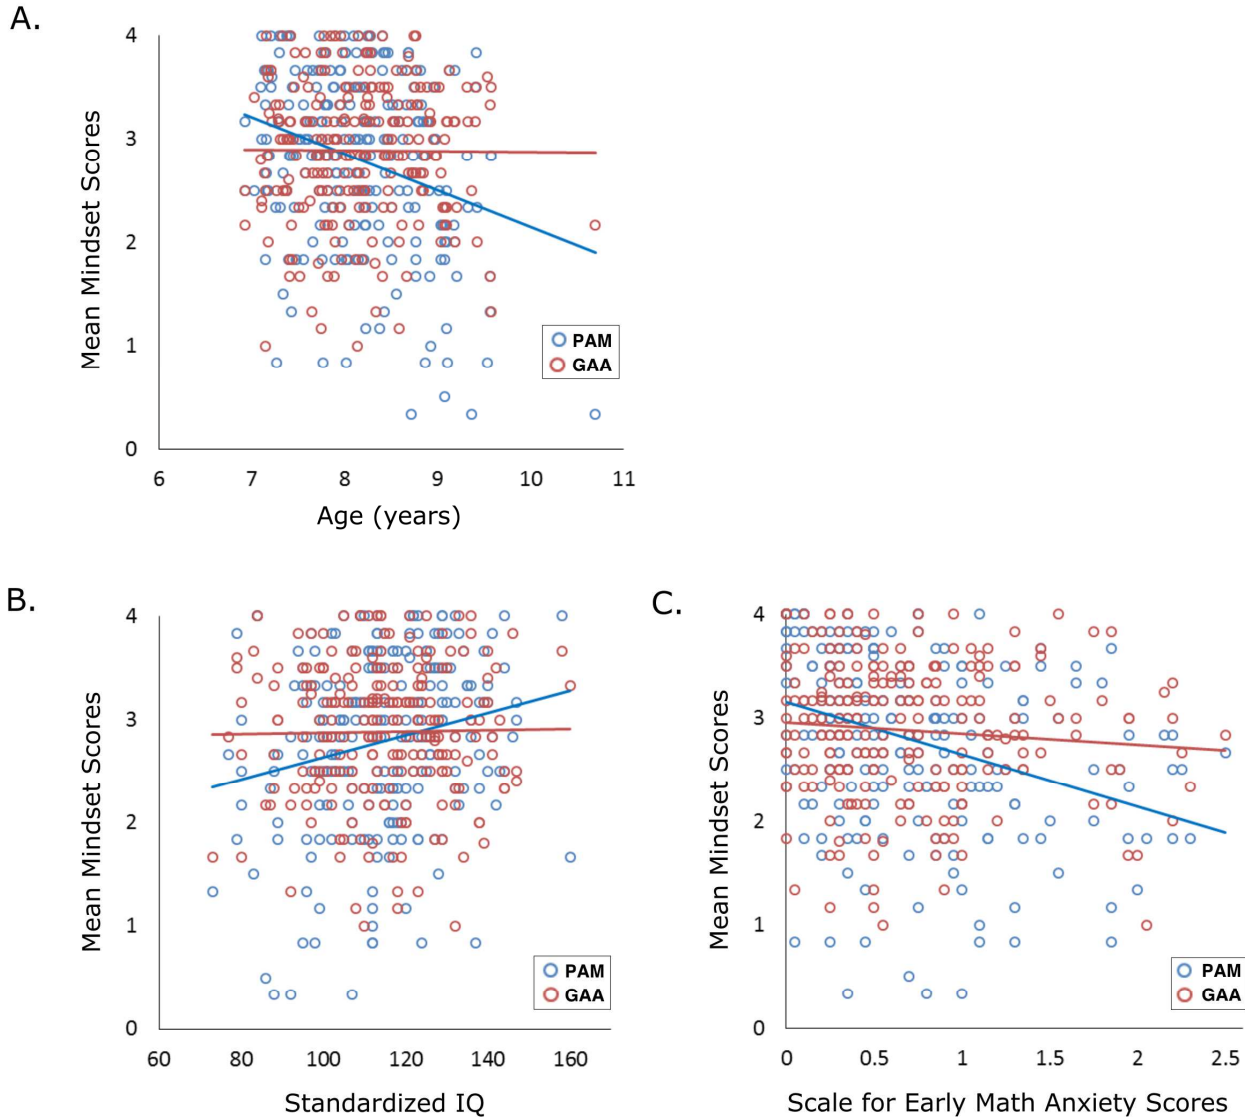 A.
Mean Mindset Scores
4
3
2
1
0
6 7 8 9 10 11
Age (years)
PAM
GAA
B.
Mean Mindset Scores
4
3
2
1
0
60 80 100 120 140 160
Standardized IQ
PAM
GAA
C.
Mean Mindset Scores
4
3
2
1
0
0 0.5 1 1.5 2 2.5
Scale for Early Math Anxiety Scores
PAM
GAA